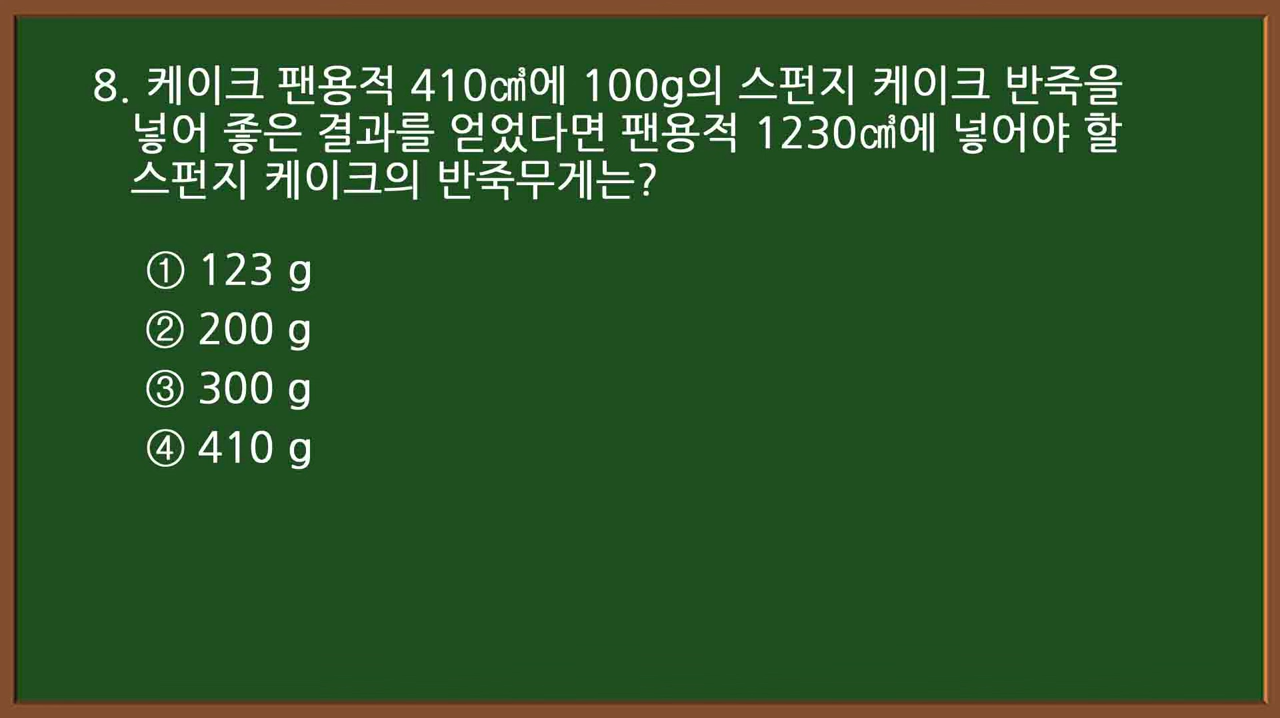 8. 케이크 팬용적 410㎤에 100g의 스펀지 케이크 반죽을
넣어 좋은 결과를 얻었다면 팬용적 1230㎤에 넣어야 할
스펀지 케이크의 반죽무게는?
① 123 g
② 200 g
③ 300 g
④ 410 g